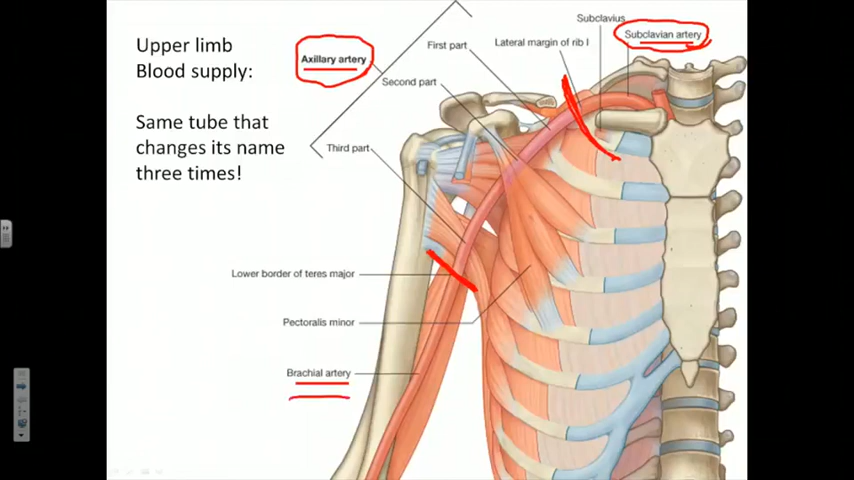 Upper limb
Blood supply:
Same tube that
changes its name
three times!
Axillary artery
First part
Second part
Third part
Subclavius
Lateral margin of rib I
Subclavian artery
Lower border of teres major
Pectoralis minor
Brachial artery